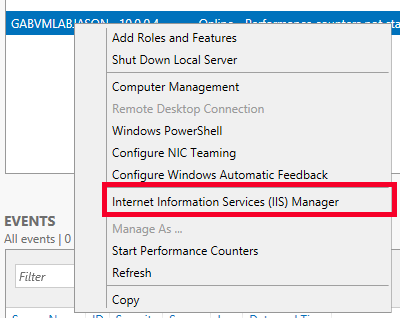 GABVMLABJASON 10.0.0.4 Online - Performance counters not sta
Add Roles and Features
Shut Down Local Server
Computer Management
Remote Desktop Connection
Windows PowerShell
Configure NIC Teaming
Configure Windows Automatic Feedback
Internet Information Services (IIS) Manager
Manage As ...
Start Performance Counters
Refresh
Copy
EVENTS
All events | 0
Filter